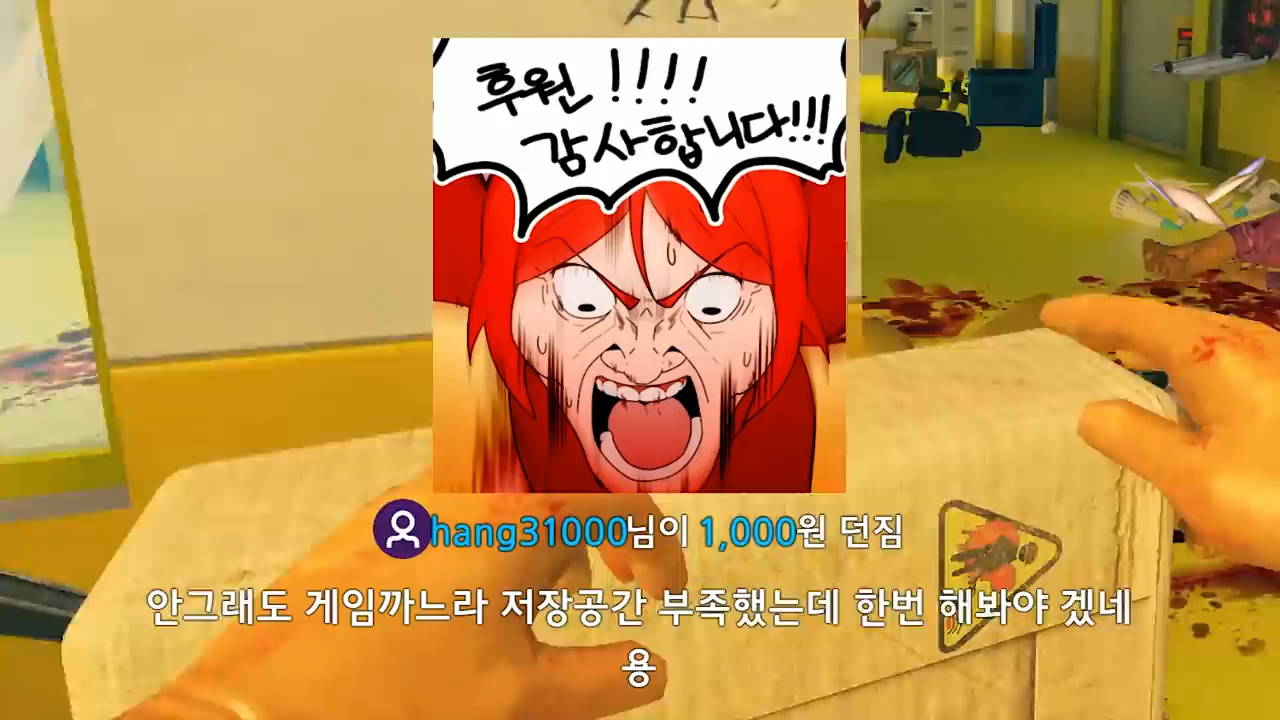 후원 !!!!
감사합니다!!!
hang31000님이 1,000원 던짐
안그래도 게임까느라 저장공간 부족했는데 한번 해봐야 겠네
용